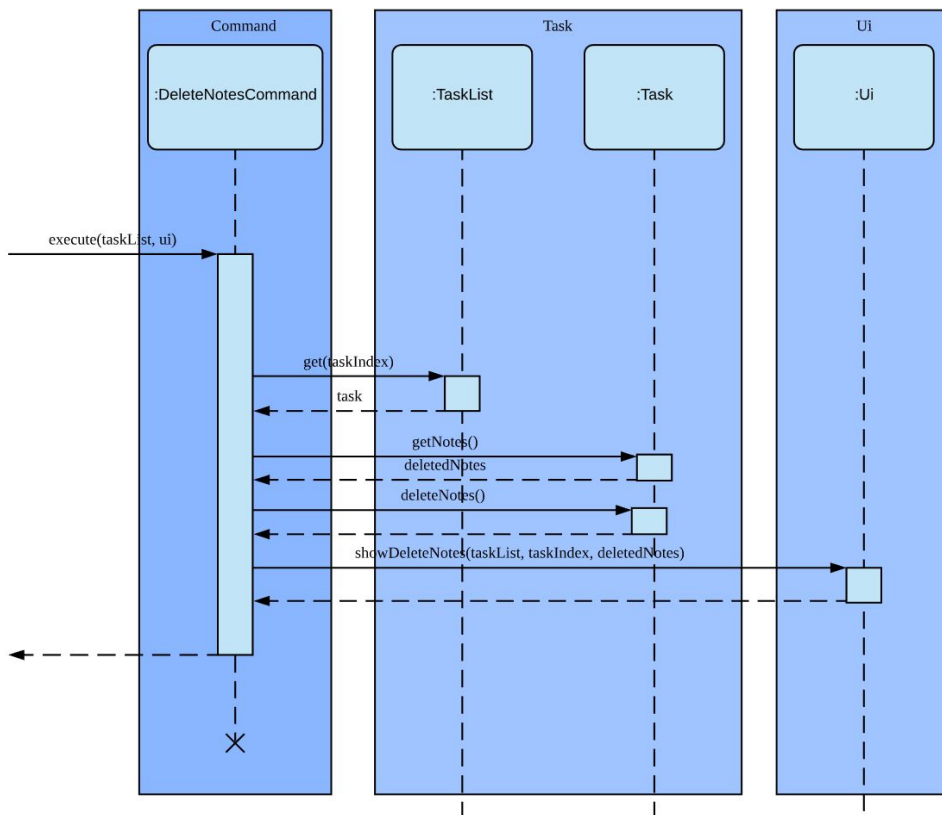 Command
Task
Ui
:DeleteNotesCommand
:TaskList
:Task
:Ui
execute(taskList, ui)
get(taskIndex)
task
getNotes()
deletedNotes
deleteNotes()
showDeleteNotes(taskList, taskIndex, deletedNotes)